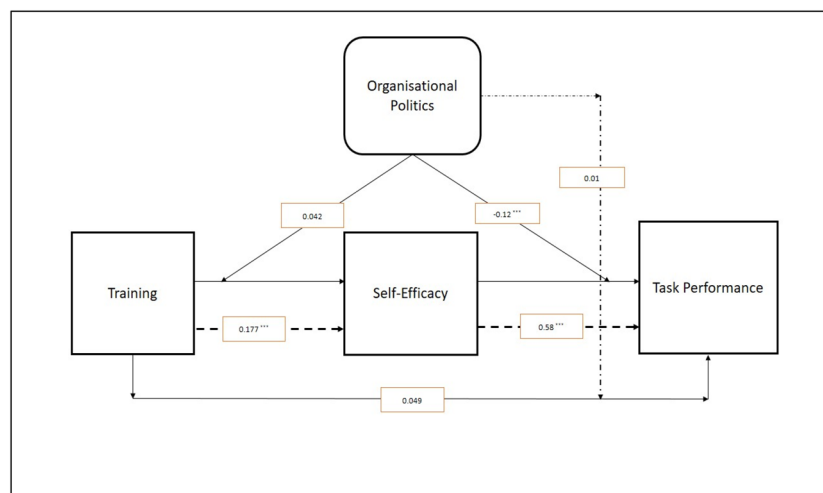 Organisational
Politics
0.01
0.042
-0.12***
Training
Self-Efficacy
Task Performance
0.177***
0.58***
0.049